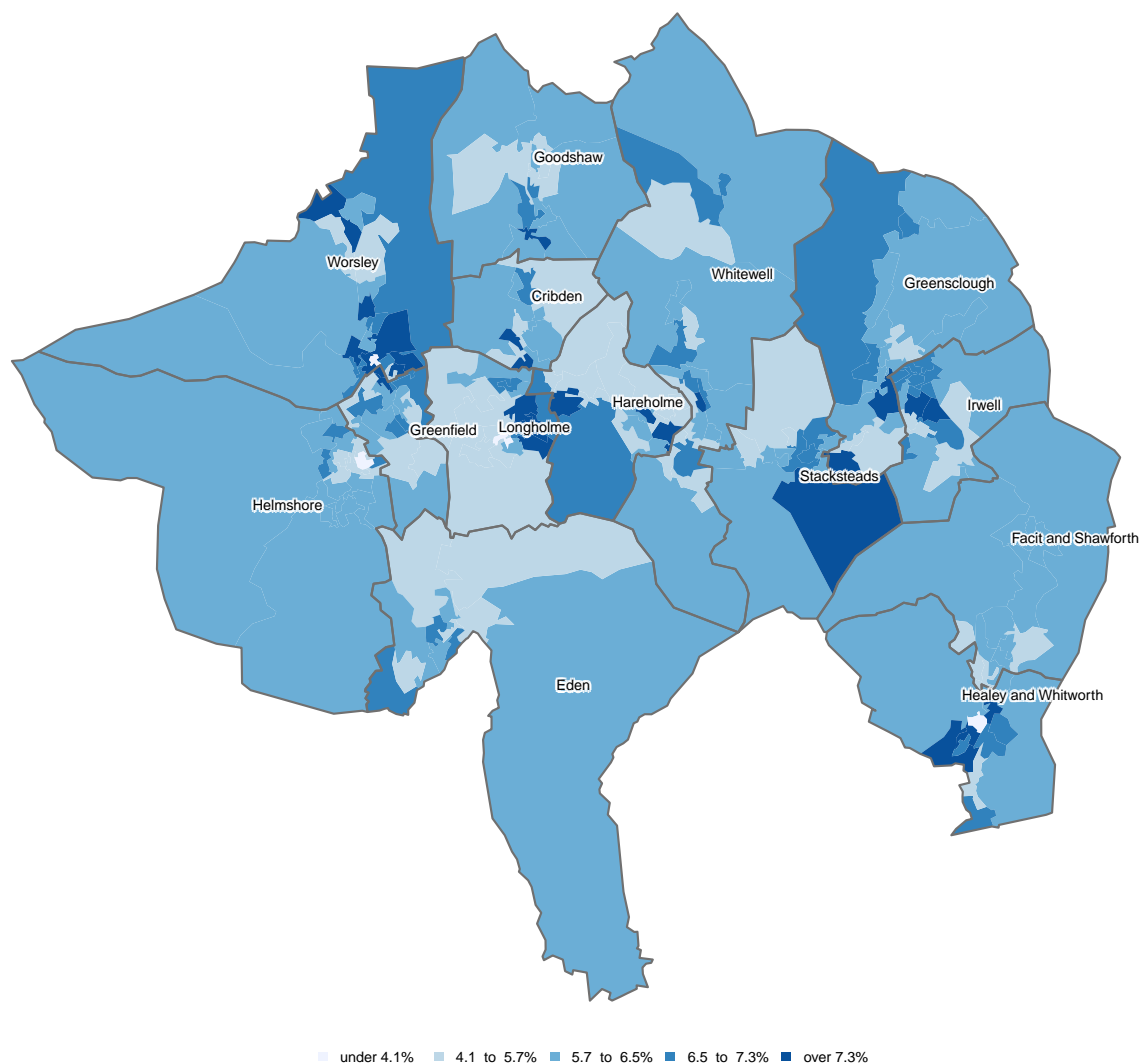 Goodshaw
Worsley
Whitewell
Greensclough
Cribden
Hareholme
Irwell
Greenfield
Longholme
Stacksteads
Helmshore
Facit and Shawforth
Eden
Healey and Whitworth
under 4.1% 4.1 to 5.7% 5.7 to 6.5% 6.5 to 7.3% over 7.3%